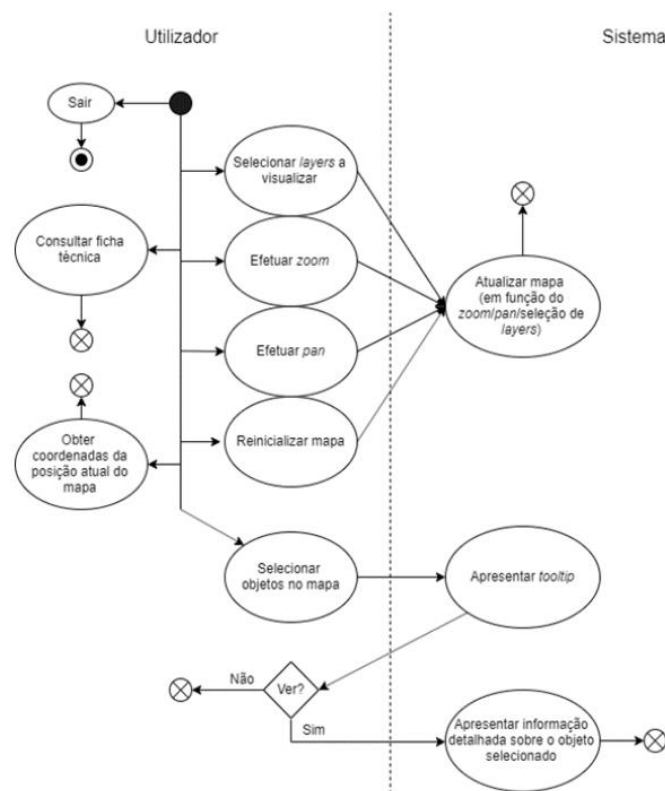 Utilizador
Sistema
Sair
Selecionar layers a
visualizar
Consultar ficha
técnica
Efetuar zoom
Atualizar mapa
(em função do
zoom/pan/seleção de
layers)
Efetuar pan
Obter
coordenadas da
posição atual do
mapa
Reinicializar mapa
Selecionar
objetos no mapa
Apresentar tooltip
Não
Ver?
Sim
Apresentar informação
detalhada sobre o objeto
selecionado